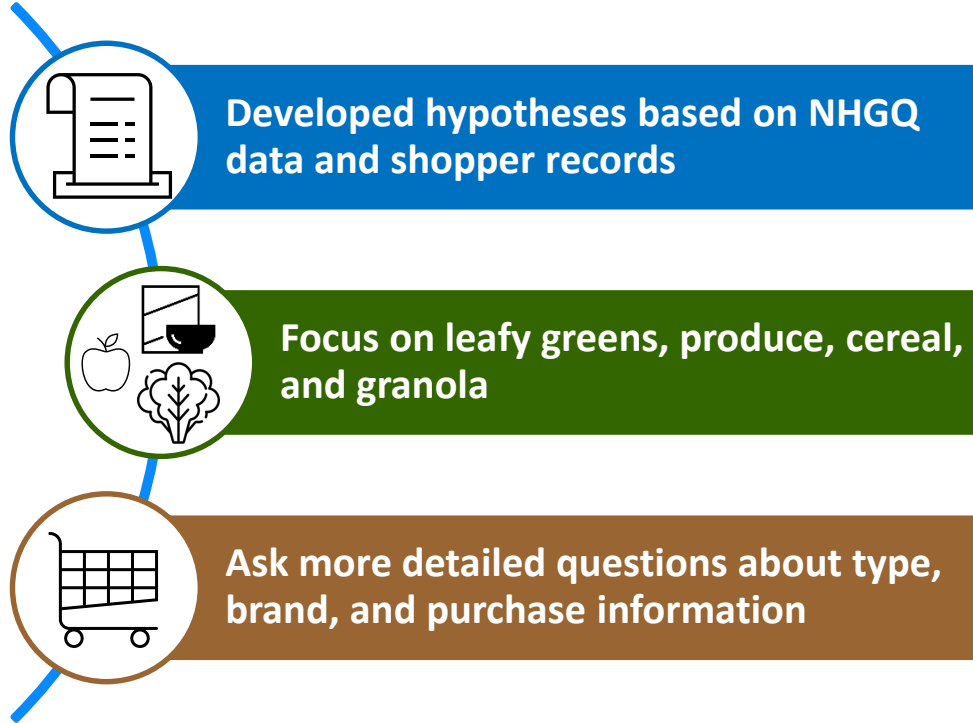 Developed hypotheses based on NHGQ
data and shopper records
Focus on leafy greens, produce, cereal,
and granola
Ask more detailed questions about type,
brand, and purchase information